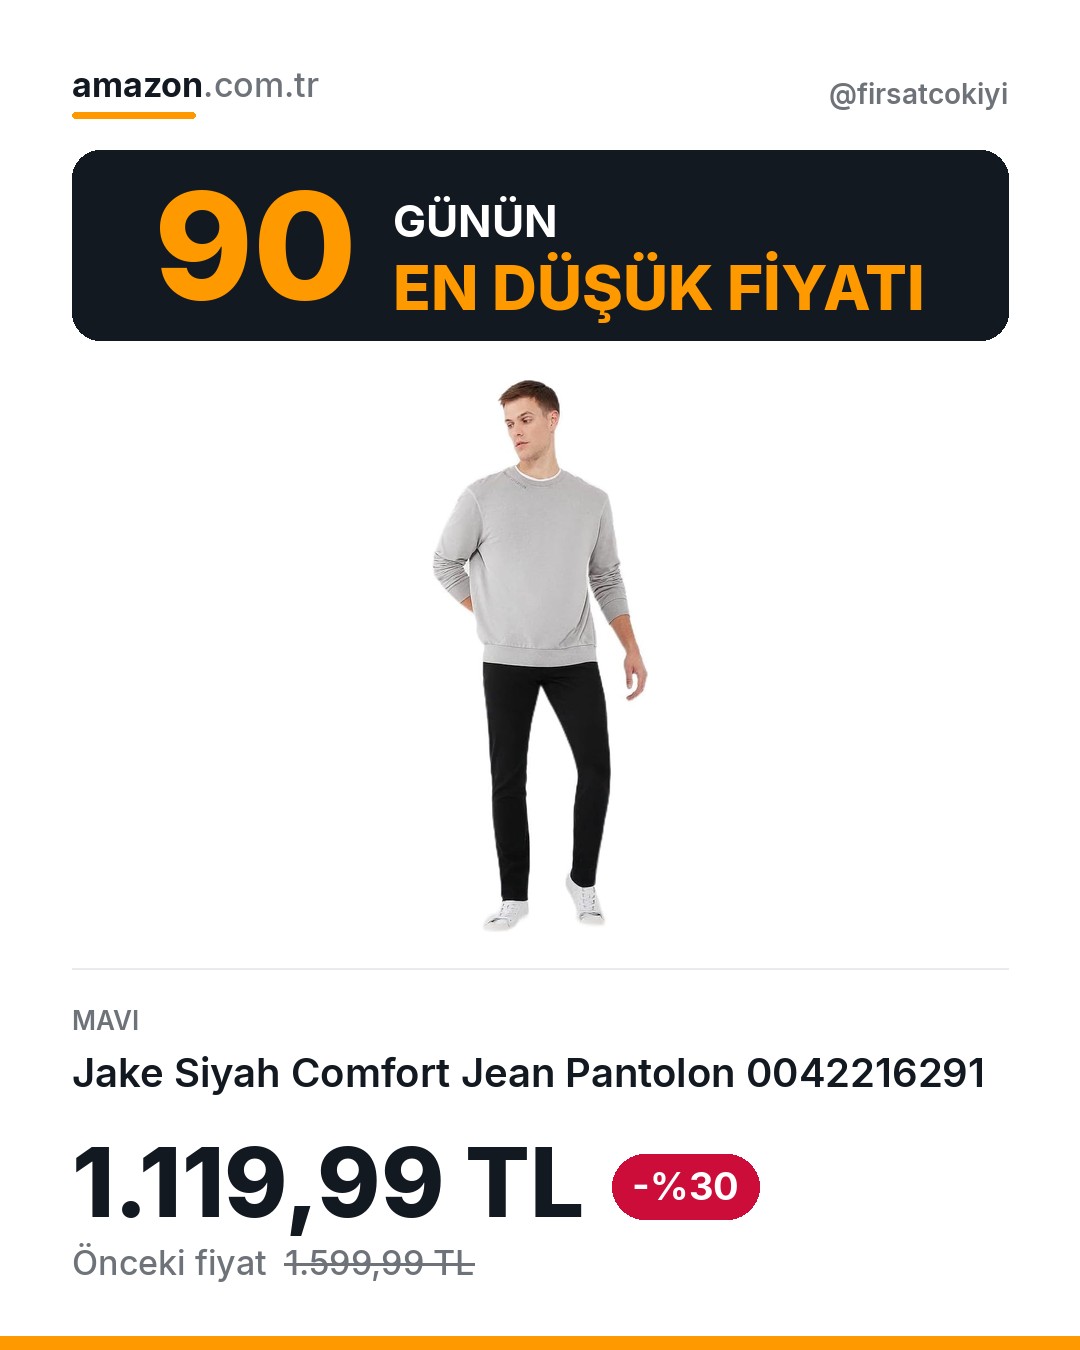 amazon.com.tr
@firsatcokiyi
90
GÜNÜN
EN DÜŞÜK FİYATI
MAVI
Jake Siyah Comfort Jean Pantolon 0042216291
1.119,99 TL
-%30
Önceki fiyat 1.599,99 TL